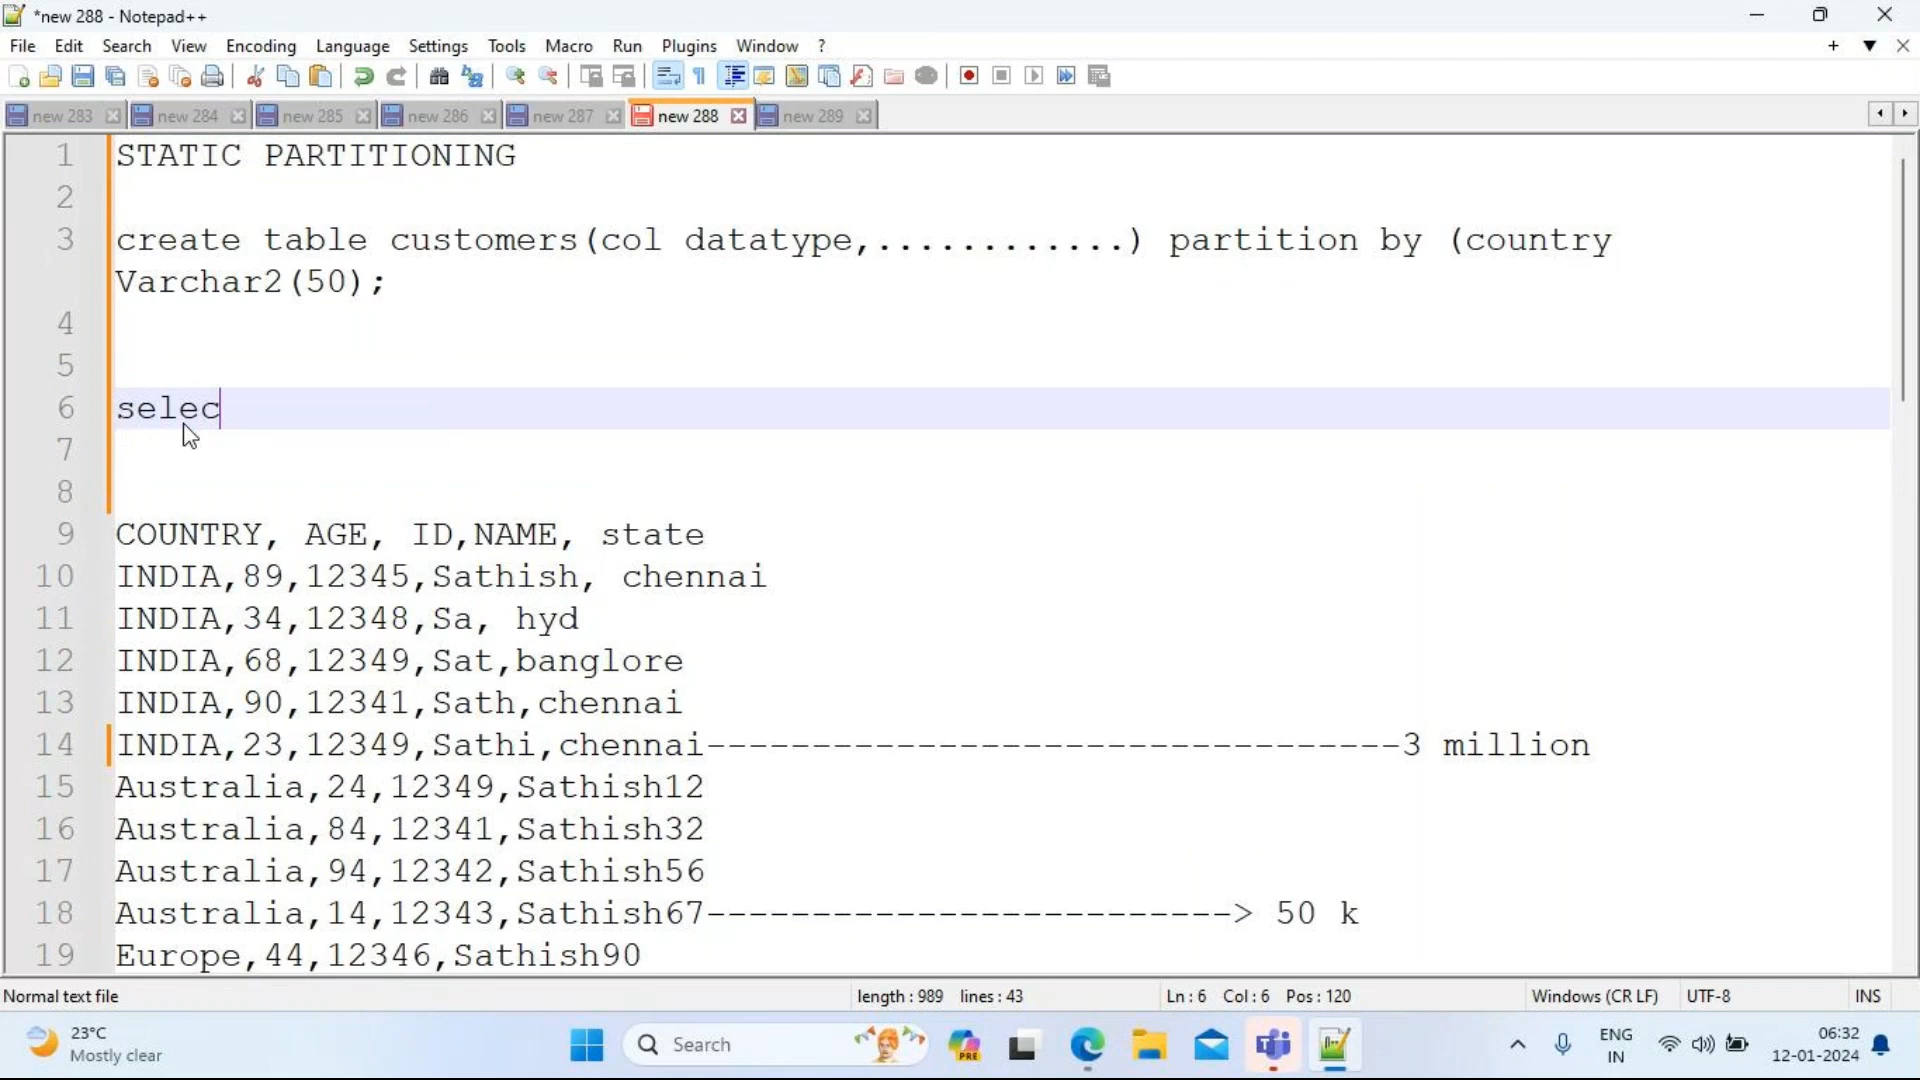 *new 288 - Notepad++
File Edit Search View Encoding Language Settings Tools Macro Run Plugins Window ?
new 283 new 284 new 285 new 286 new 287 new 288 new 289
1 STATIC PARTITIONING
2
3 create table customers(col datatype,............) partition by (country
Varchar2(50);
4
5
6 selec
7
8
9 COUNTRY, AGE, ID,NAME, state
10 INDIA,89,12345,Sathish, chennai
11 INDIA,34,12348,Sa, hyd
12 INDIA,68,12349,Sat,banglore
13 INDIA,90,12341,Sath,chennai
14 INDIA,23,12349,Sathi,chennai---------------------------------3 million
15 Australia,24,12349,Sathish12
16 Australia,84,12341,Sathish32
17 Australia,94,12342,Sathish56
18 Australia,14,12343,Sathish67-------------------------> 50 k
19 Europe,44,12346,Sathish90
Normal text file length : 989 lines : 43 Ln : 6 Col : 6 Pos : 120 Windows (CR LF) UTF-8 INS
23°C
Mostly clear
Search
PRE
ENG
IN
06:32
12-01-2024